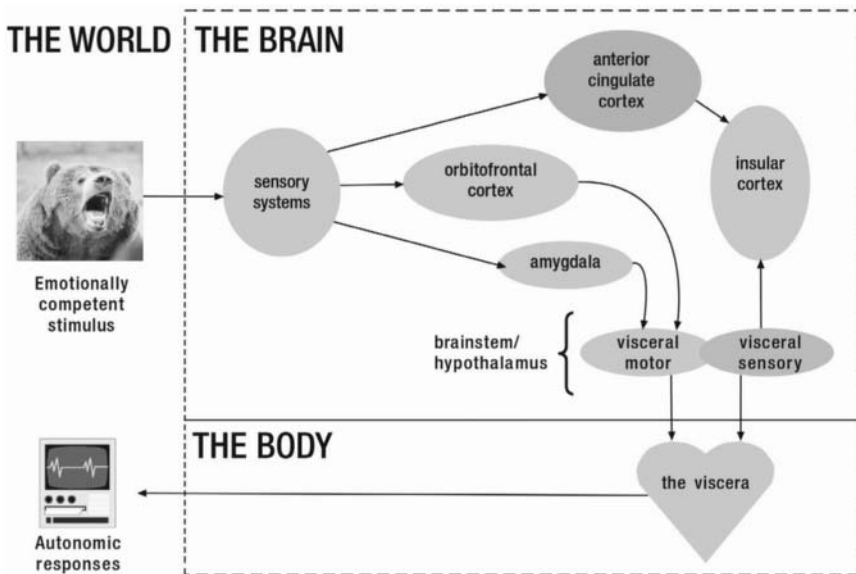 THE WORLD
THE BRAIN
anterior
cingulate
cortex
sensory
systems
orbitofrontal
cortex
insular
cortex
amygdala
Emotionally
competent
stimulus
brainstem/
hypothalamus
visceral
motor
visceral
sensory
THE BODY
the viscera
Autonomic
responses